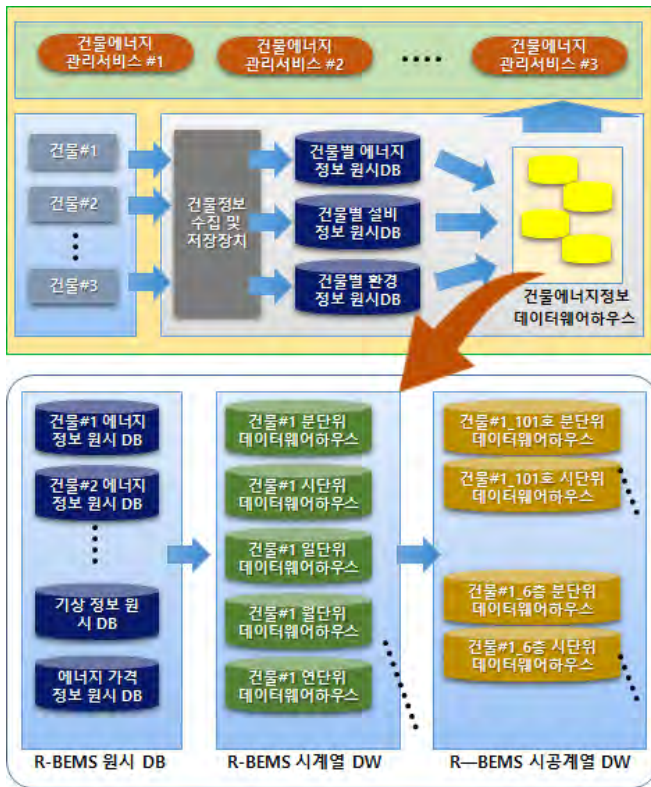 건물에너지
관리서비스 #1
건물에너지
관리서비스 #2
건물에너지
관리서비스 #3
건물#1
건물#2
건물#3
건물정보
수집 및
저장장치
건물별 에너지
정보 원시DB
건물별 설비
정보 원시DB
건물별 환경
정보 원시DB
건물에너지정보
데이터웨어하우스
건물#1 에너지
정보 원시 DB
건물#2 에너지
정보 원시 DB
기상 정보 원
시 DB
에너지 가격
정보 원시 DB
R-BEMS 원시 DB
건물#1 분단위
데이터웨어하우스
건물#1 시단위
데이터웨어하우스
건물#1 일단위
데이터웨어하우스
건물#1 월단위
데이터웨어하우스
건물#1 연단위
데이터웨어하우스
R-BEMS 시계열 DW
건물#1_101호 분단위
데이터웨어하우스
건물#1_101호 시단위
데이터웨어하우스
건물#1_6층 분단위
데이터웨어하우스
건물#1_6층 시단위
데이터웨어하우스
R—BEMS 시공계열 DW